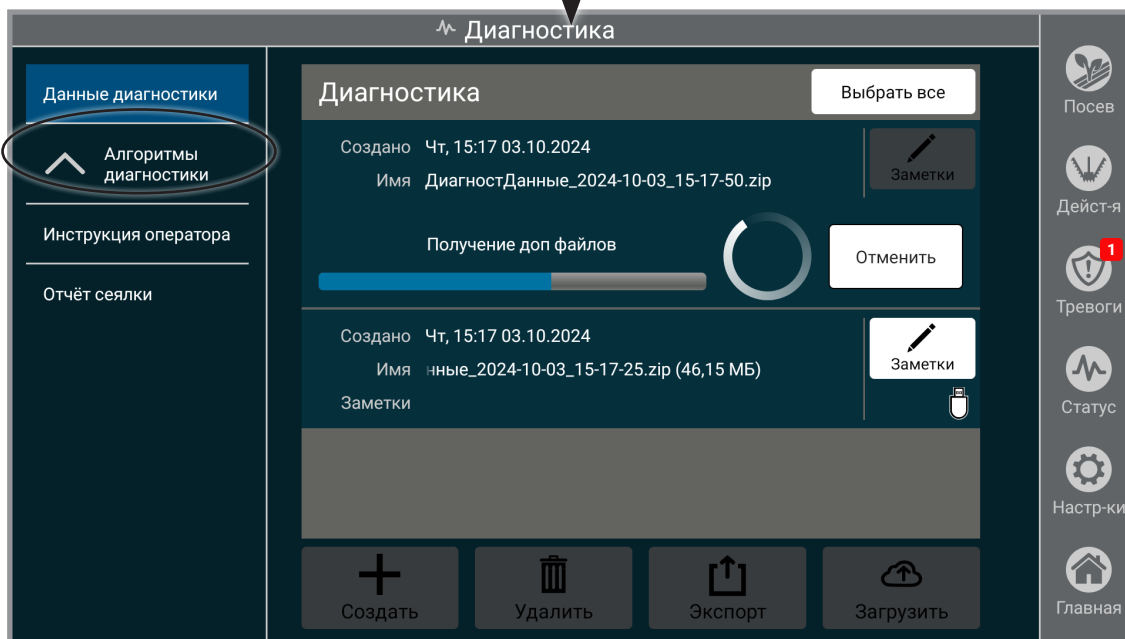 Диагностика
Данные диагностики
Алгоритмы
диагностики
Инструкция оператора
Отчёт сеялки
Диагностика
Выбрать все
Создано Чт, 15:17 03.10.2024
Имя ДиагностДанные_2024-10-03_15-17-50.zip
Заметки
Получение доп файлов
Отменить
Создано Чт, 15:17 03.10.2024
Имя нные_2024-10-03_15-17-25.zip (46,15 МБ)
Заметки
Заметки
Создать
Удалить
Экспорт
Загрузить
Посев
Дейст-я
1
Тревоги
Статус
Настр-ки
Главная